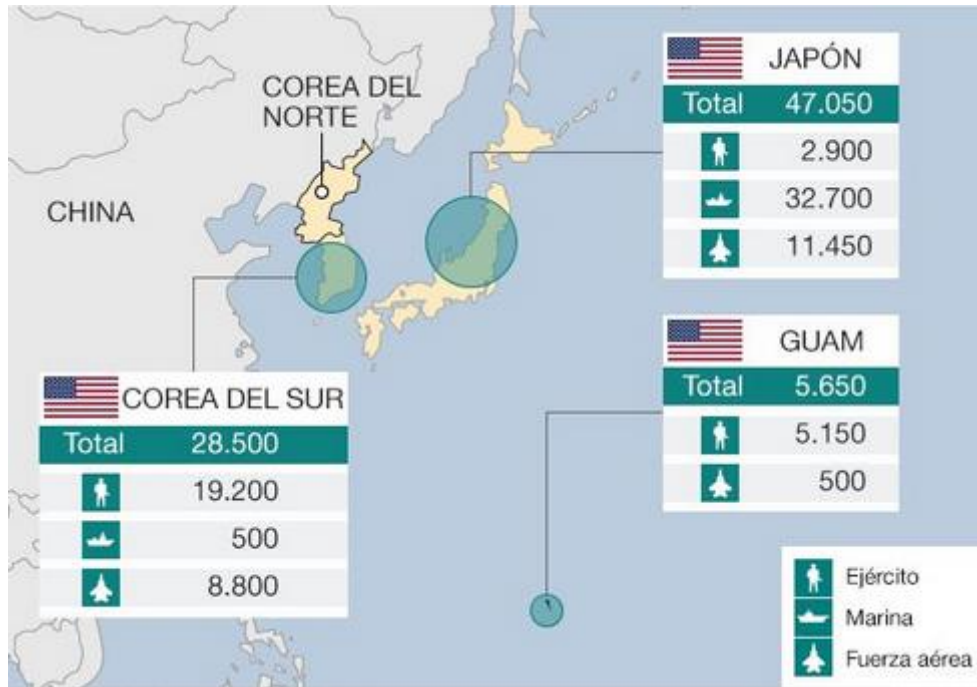 COREA DEL
NORTE
CHINA
JAPÓN
Total 47.050
2.900
32.700
11.450
GUAM
Total 5.650
5.150
500
COREA DEL SUR
Total 28.500
19.200
500
8.800
Ejército
Marina
Fuerza aérea